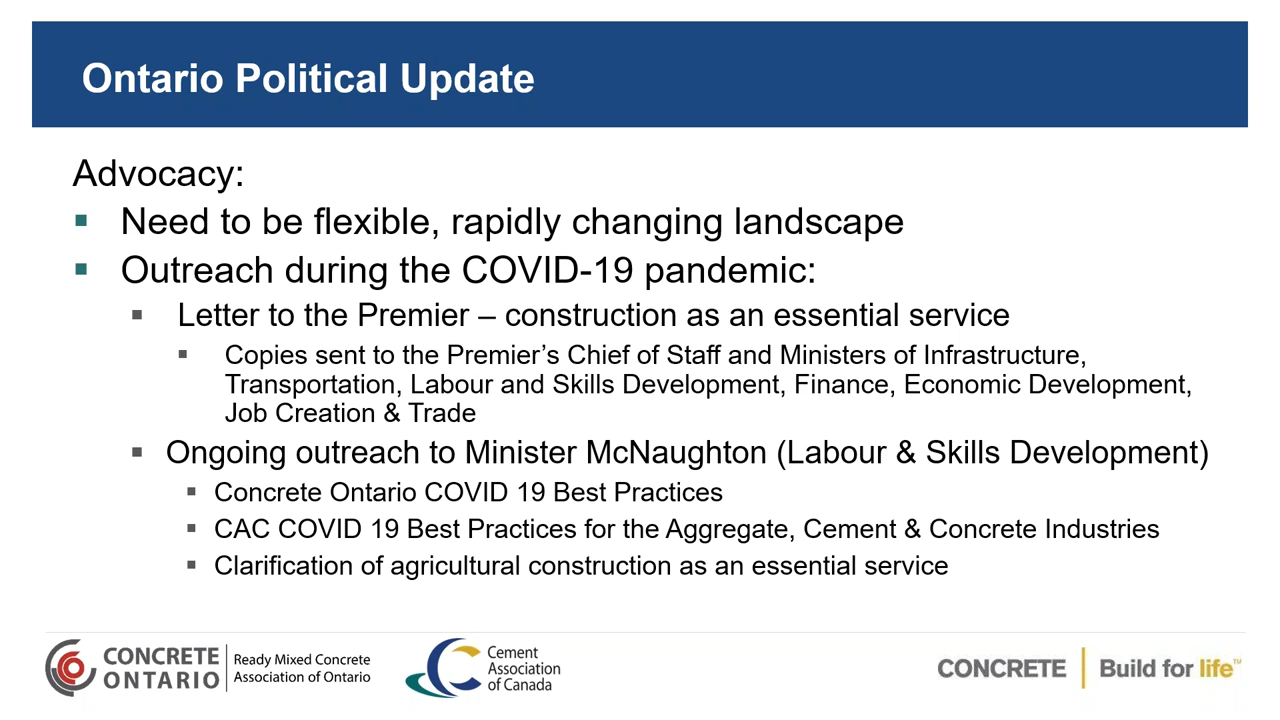 Ontario Political Update
Advocacy:
▪ Need to be flexible, rapidly changing landscape
▪ Outreach during the COVID-19 pandemic:
▪ Letter to the Premier – construction as an essential service
▪ Copies sent to the Premier’s Chief of Staff and Ministers of Infrastructure,
Transportation, Labour and Skills Development, Finance, Economic Development,
Job Creation & Trade
▪ Ongoing outreach to Minister McNaughton (Labour & Skills Development)
▪ Concrete Ontario COVID 19 Best Practices
▪ CAC COVID 19 Best Practices for the Aggregate, Cement & Concrete Industries
▪ Clarification of agricultural construction as an essential service
CONCRETE
ONTARIO
Ready Mixed Concrete
Association of Ontario
Cement
Association
of Canada
CONCRETE | Build for life™